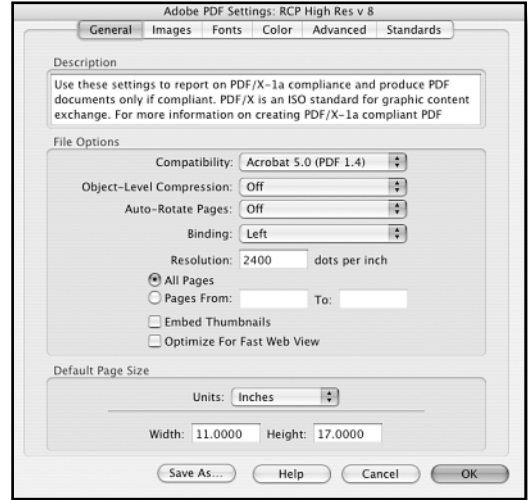 Adobe PDF Settings: RCP High Res v 8
General Images Fonts Color Advanced Standards
Description
Use these settings to report on PDF/X-1a compliance and produce PDF
documents only if compliant. PDF/X is an ISO standard for graphic content
exchange. For more information on creating PDF/X-1a compliant PDF
File Options
Compatibility: Acrobat 5.0 (PDF 1.4)
Object-Level Compression: Off
Auto-Rotate Pages: Off
Binding: Left
Resolution: 2400 dots per inch
All Pages
Pages From: To:
Embed Thumbnails
Optimize For Fast Web View
Default Page Size
Units: Inches
Width: 11.0000 Height: 17.0000
Save As... Help Cancel OK